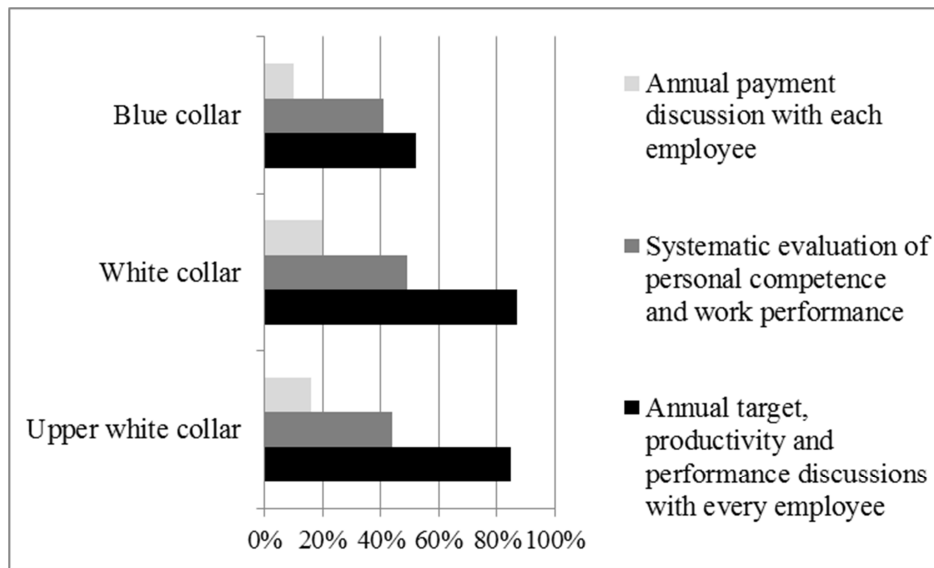 Blue collar
White collar
Upper white collar
0% 20% 40% 60% 80% 100%
Annual payment
discussion with each
employee
Systematic evaluation of
personal competence
and work performance
Annual target,
productivity and
performance discussions
with every employee